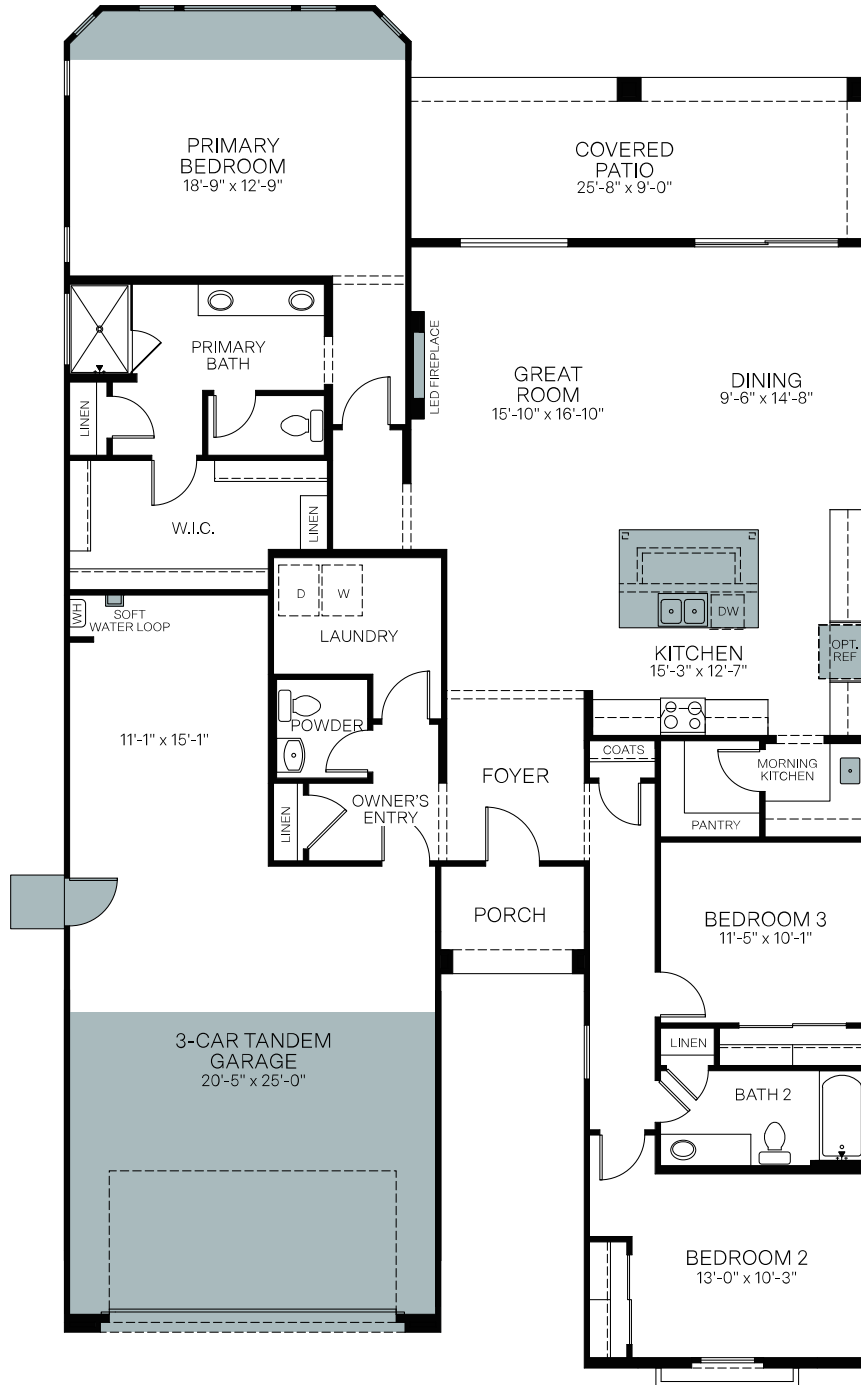 PRIMARY
BEDROOM
18'-9" x 12'-9"
COVERED
PATIO
25'-8" x 9'-0"
PRIMARY
BATH
LED FIREPLACE
GREAT
ROOM
15'-10" x 16'-10"
DINING
9'-6" x 14'-8"
LINEN
W.I.C.
LINEN
WH
SOFT
WATER LOOP
D
W
LAUNDRY
DW
KITCHEN
15'-3" x 12'-7"
OPT.
REF
11'-1" x 15'-1"
POWDER
COATS
FOYER
MORNING
KITCHEN
PANTRY
LINEN
OWNER'S
ENTRY
PORCH
BEDROOM 3
11'-5" x 10'-1"
3-CAR TANDEM
GARAGE
20'-5" x 25'-0"
LINEN
BATH 2
BEDROOM 2
13'-0" x 10'-3"